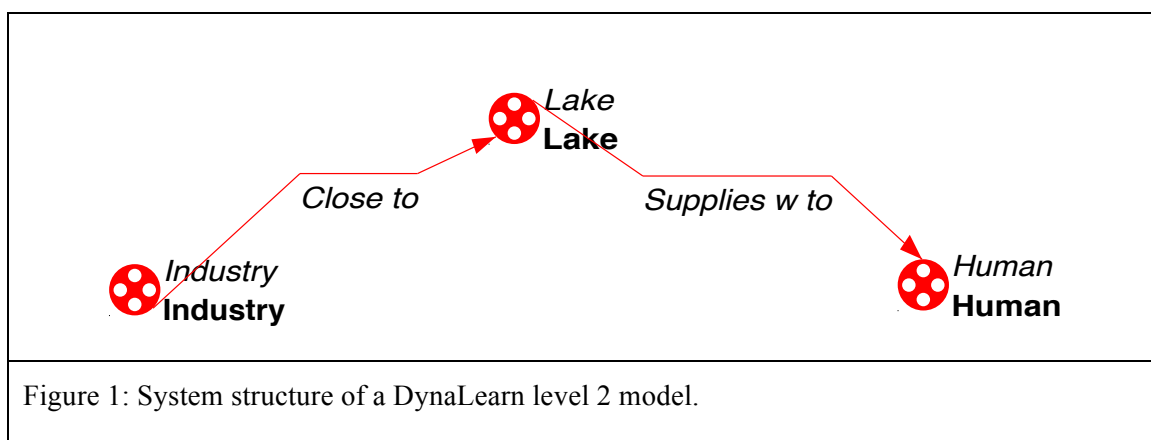 Lake
Lake
Close to
Supplies w to
Industry
Industry
Human
Human
Figure 1: System structure of a DynaLearn level 2 model.